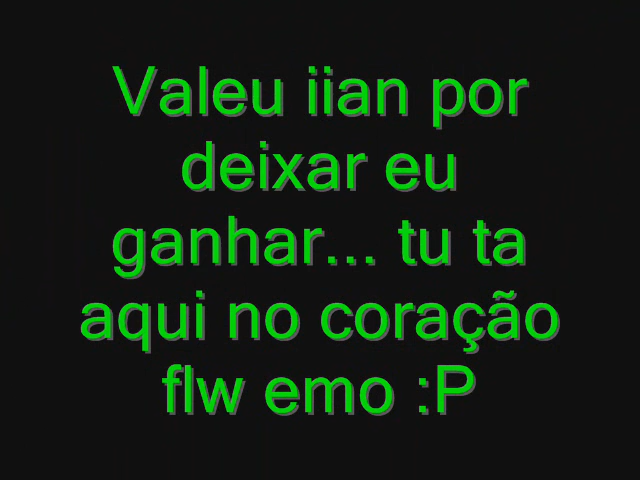 Valeu iian por
deixar eu
ganhar... tu ta
aqui no coração
flw emo :P